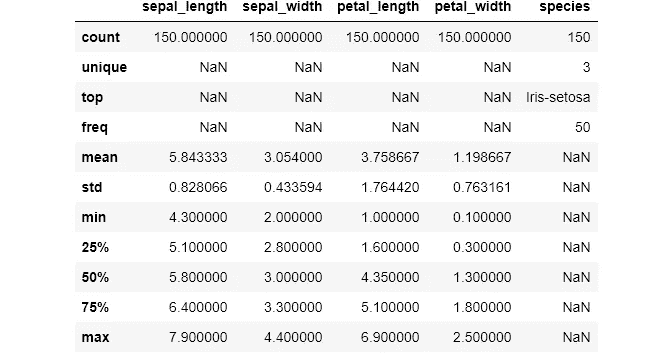 sepal_length sepal_width petal_length petal_width species
count 150.000000 150.000000 150.000000 150.000000 150
unique NaN NaN NaN NaN 3
top NaN NaN NaN NaN Iris-setosa
freq NaN NaN NaN NaN 50
mean 5.843333 3.054000 3.758667 1.198667 NaN
std 0.828066 0.433594 1.764420 0.763161 NaN
min 4.300000 2.000000 1.000000 0.100000 NaN
25% 5.100000 2.800000 1.600000 0.300000 NaN
50% 5.800000 3.000000 4.350000 1.300000 NaN
75% 6.400000 3.300000 5.100000 1.800000 NaN
max 7.900000 4.400000 6.900000 2.500000 NaN